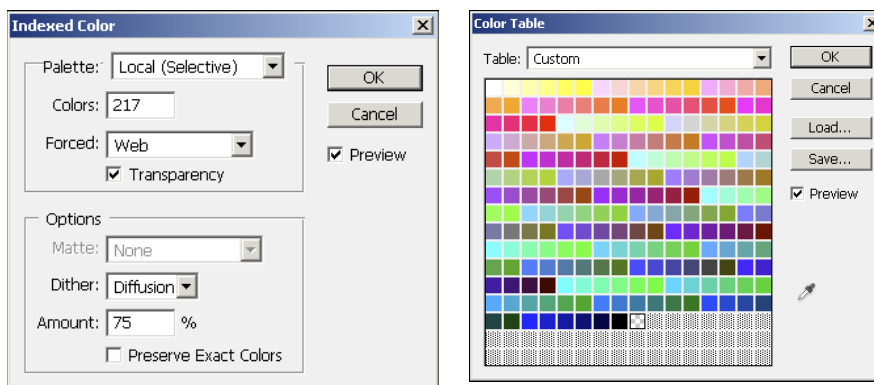 Indexed Color
Palette: Local (Selective)
Colors: 217
Forced: Web
Transparency
OK
Cancel
Preview
Options
Matte: None
Dither: Diffusion
Amount: 75 %
Preserve Exact Colors
Color Table
Table: Custom
OK
Cancel
Load...
Save...
Preview